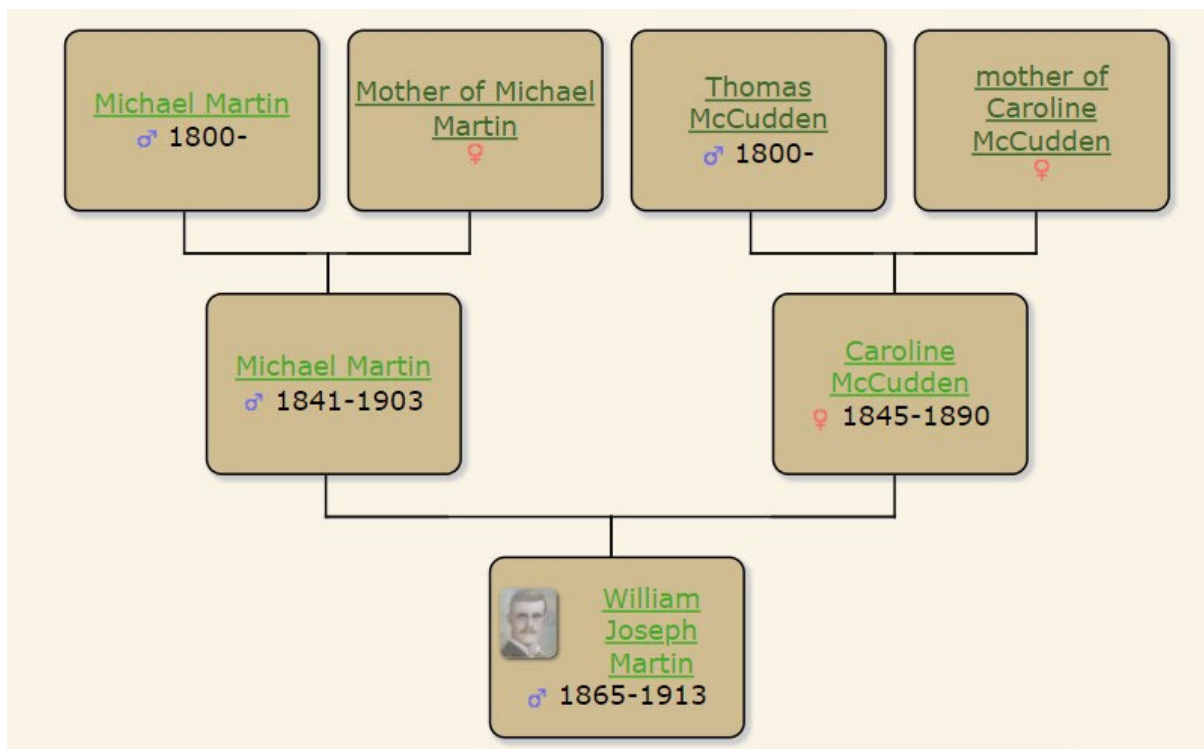 Michael Martin
♂ 1800-
Mother of Michael
Martin
♀
Thomas
McCudden
♂ 1800-
mother of
Caroline
McCudden
♀
Michael Martin
♂ 1841-1903
Caroline
McCudden
♀ 1845-1890
William
Joseph
Martin
♂ 1865-1913